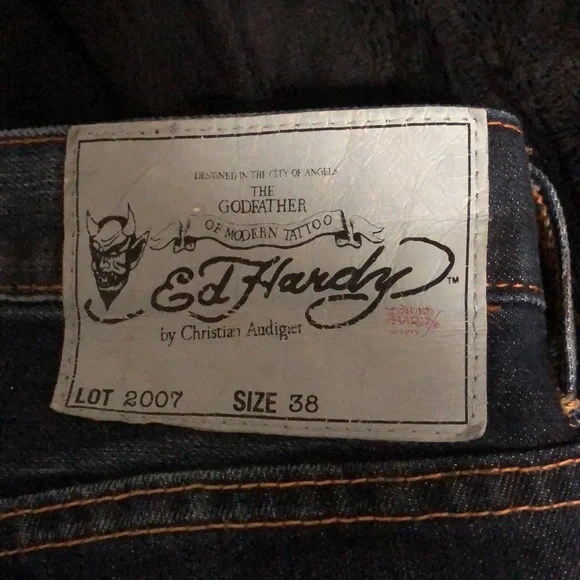 DESIGNED IN THE CITY OF ANGELS
THE
GODFATHER
OF MODERN TATTOO
Ed Hardy™
by Christian Audigier
LOT 2007 SIZE 38